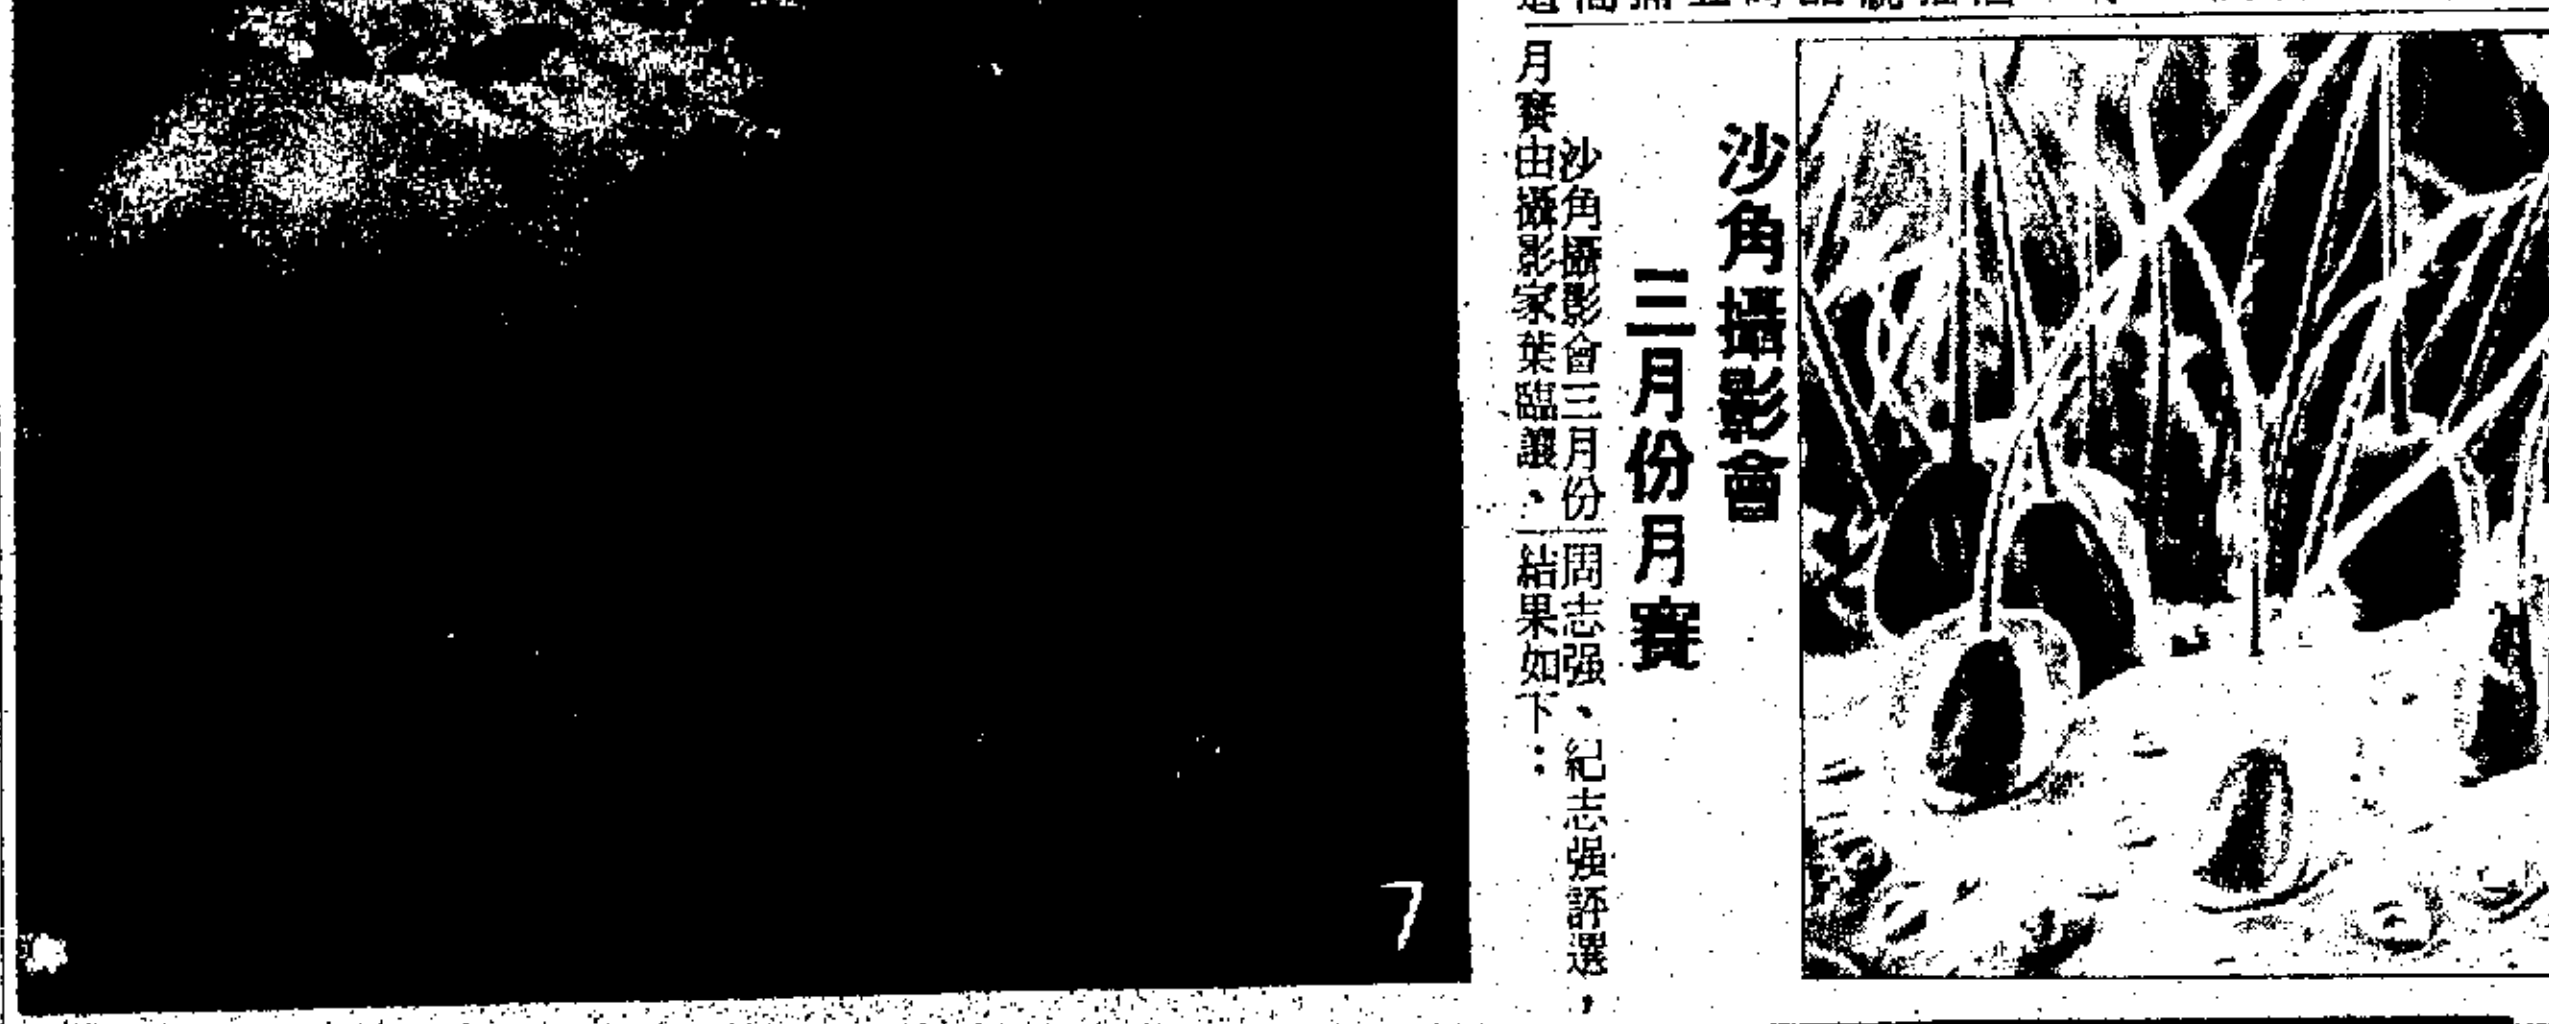 沙角攝影會
三月份月賽
沙角攝影會三月份
月賽由攝影家葉臨讓、
周志强、紀志强評選，
結果如下：
7